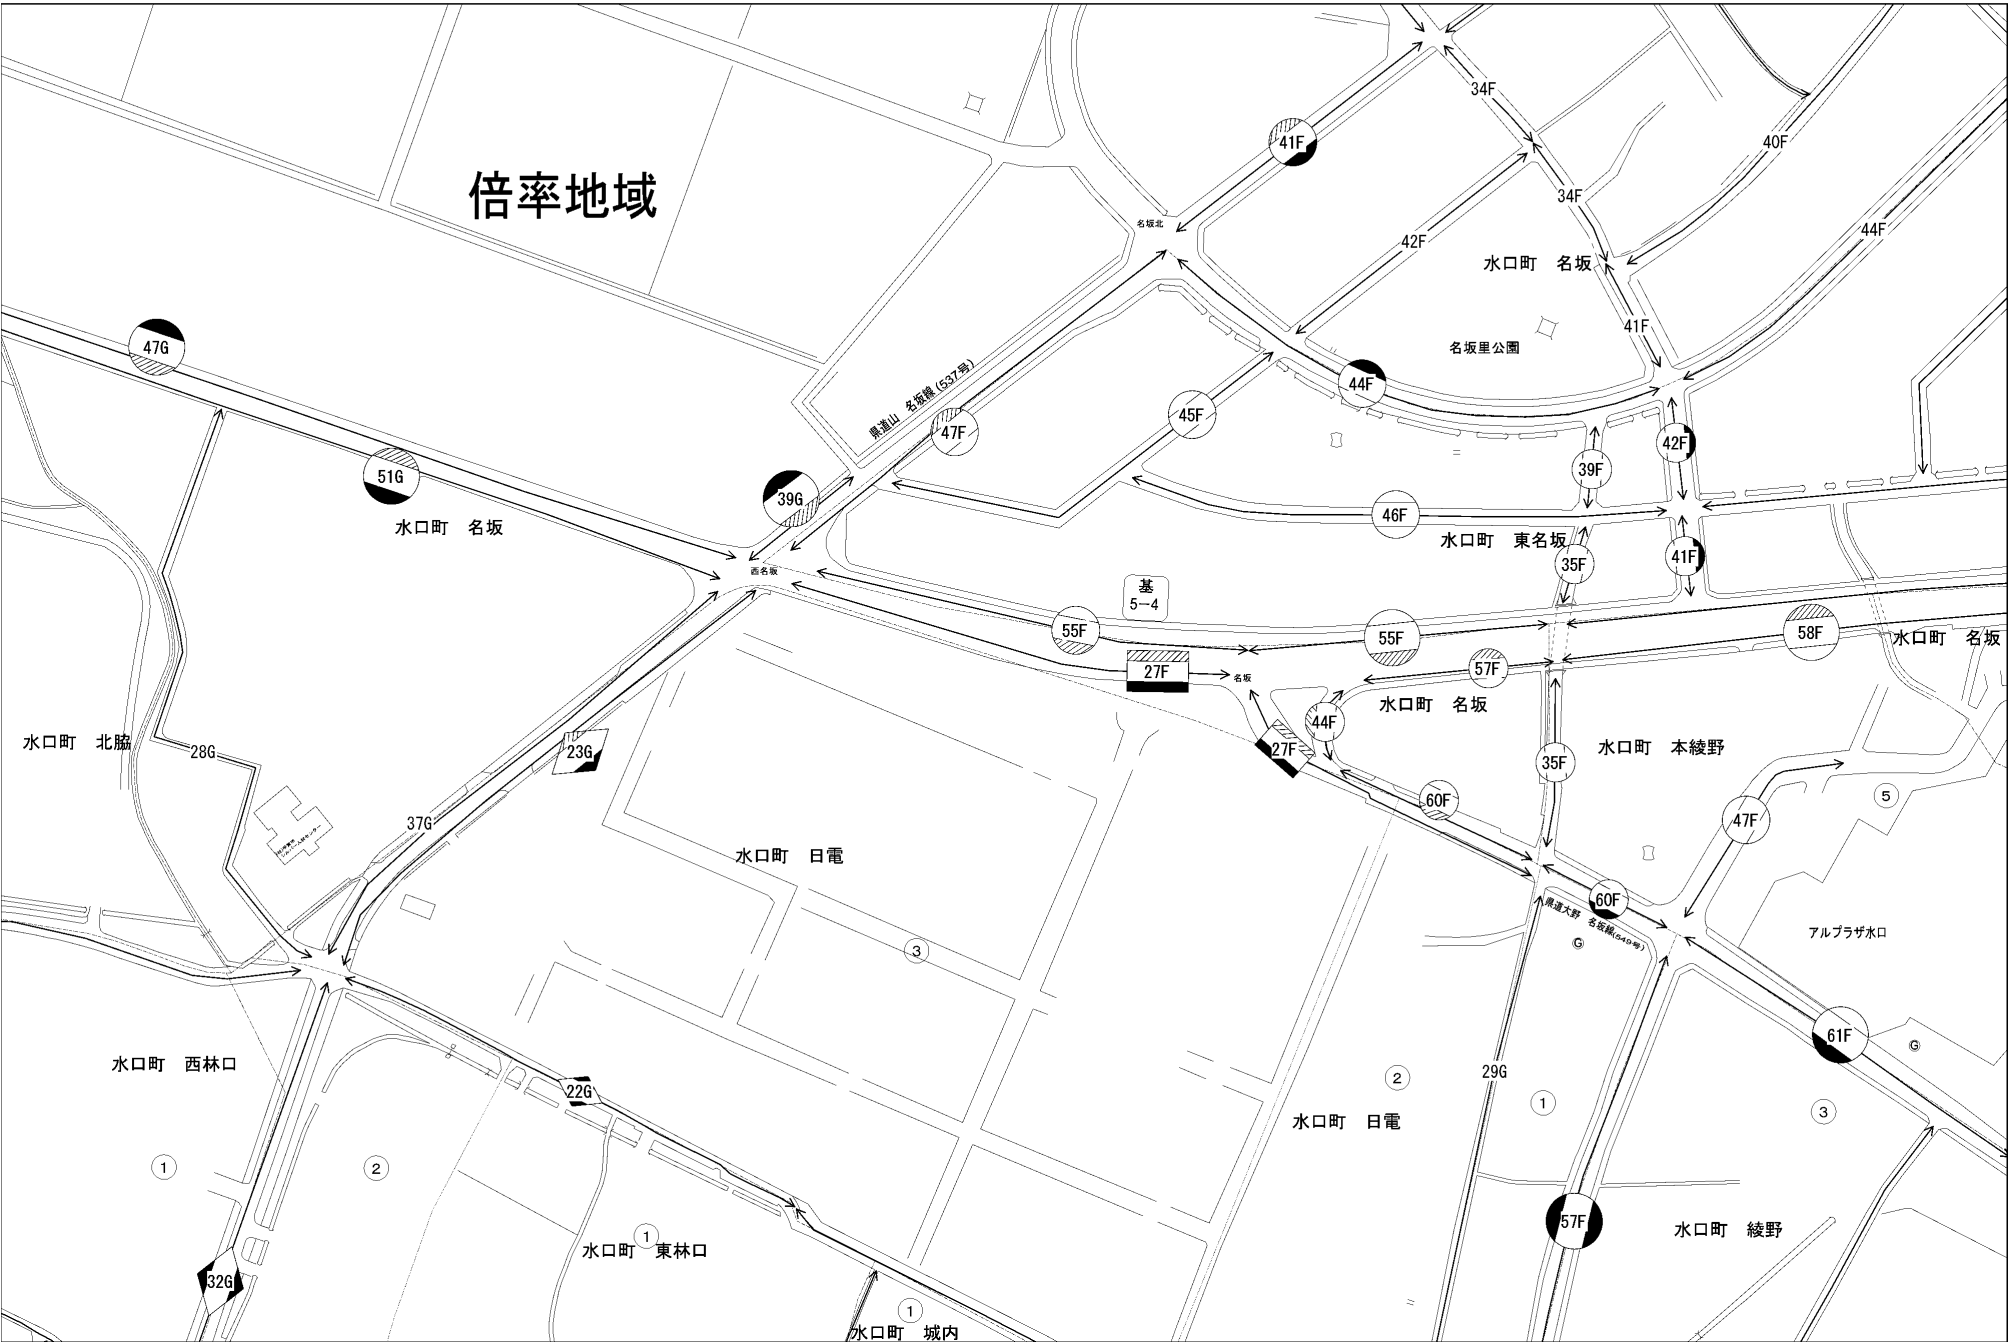 34F
41F
40F
倍率地域
34F
名坂北
42F
44F
水口町 名坂
41F
47G
名坂里公園
44F
県道山 名坂線(537号)
45F
47F
42F
39F
51G
39G
46F
水口町 名坂
水口町 東名坂
41F
35F
西名坂
基
5-4
55F
55F
58F
水口町 名坂
27F
57F
名坂
水口町 名坂
44F
水口町 北脇
28G
23G
27F
水口町 本綾野
35F
5
60F
47F
37G
水口町 日電
60F
県道大野 名坂線(549号)
アルプラザ水口
G
3
61F
G
水口町 西林口
29G
2
22G
1
3
水口町 日電
1
2
57F
水口町 綾野
1
水口町 東林口
32G
1
水口町 城内